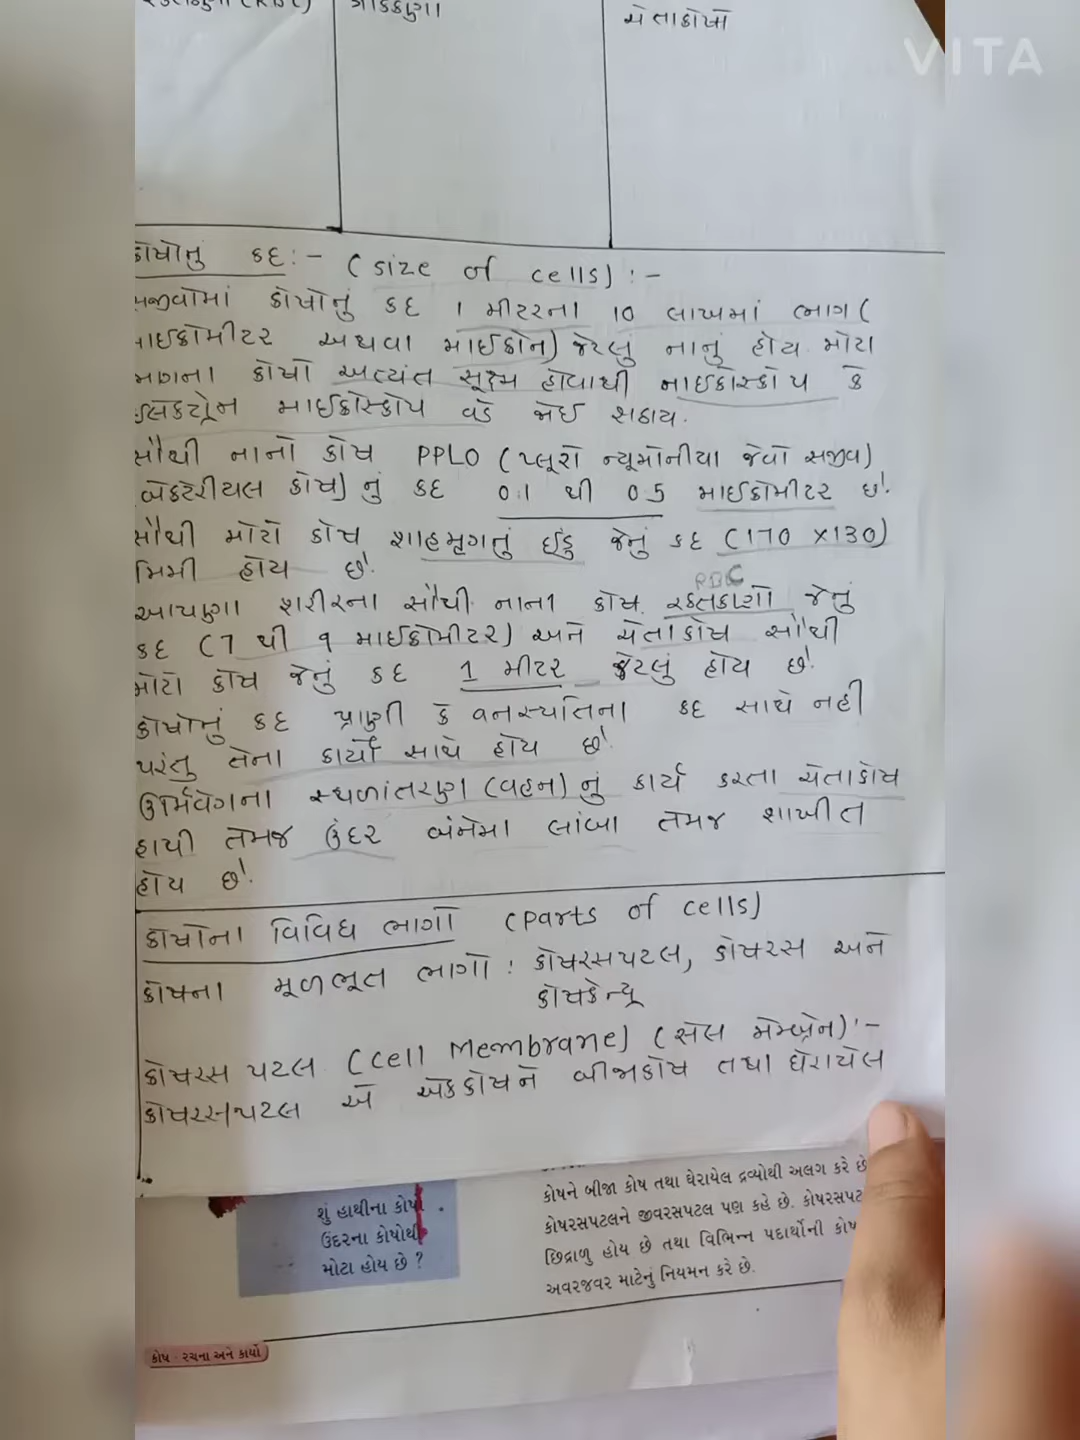 VITA
ચેતાકોષો
કોષોનું કદ :- (size of cells) :-
સજીવોમાં કોષોનું કદ 1 મીટરના 10 લાખમાં ભાગ (
માઈક્રોમીટર અથવા માઈક્રોન) જેટલું નાનું હોય. મોટા
ભાગના કોષો અત્યંત સૂક્ષ્મ હોવાથી માઈક્રોસ્કોપ કે
ઈલેક્ટ્રોન માઈક્રોસ્કોપ વડે જોઈ શકાય.
સૌથી નાનો કોષ PPLO (પ્લૂરો ન્યૂમોનીયા જેવો સજીવ)
(બેક્ટેરીયલ કોષ) નું કદ 0.1 થી 0.5 માઈક્રોમીટર છે.
સૌથી મોટો કોષ શાહમૃગનું ઈંડુ જેનું કદ (170 x130)
મિમી હોય છે.
RBC
આપણા શરીરના સૌથી નાના કોષ રક્તકણો જેનું
કદ (7 થી 9 માઈક્રોમીટર) અને ચેતાકોષ સૌથી
મોટો કોષ જેનું કદ 1 મીટર જેટલું હોય છે.
કોષોનું કદ પ્રાણી કે વનસ્પતિના કદ સાથે નહી
પરંતુ તેના કાર્યો સાથે હોય છે.
ઉર્મિવેગના સ્થળાંતરણ (વહન) નું કાર્ય કરતા ચેતાકોષ
હાથી તેમજ ઉંદર બંનેમા લાંબા તેમજ શાખીત
હોય છે.
કોષોના વિવિધ ભાગો (Parts of cells)
કોષના મૂળભૂત ભાગો : કોષરસપટલ, કોષરસ અને
કોષકેન્દ્ર
કોષરસ પટલ (Cell Membrane) (સેલ મેમ્બ્રેન) :-
કોષરસપટલ એ એકકોષને બીજાકોષ તથા ઘેરાયેલ
કોષને બીજા કોષ તથા ઘેરાયેલ દ્રવ્યોથી અલગ કરે છે
કોષરસપટલને જીવરસપટલ પણ કહે છે. કોષરસપટ
છિદ્રાળુ હોય છે તથા વિભિન્ન પદાર્થોની કોષ
અવરજવર માટેનું નિયમન કરે છે.
શું હાથીના કોષો
ઉંદરના કોષોથી
મોટા હોય છે ?
કોષ - રચના અને કાર્યો